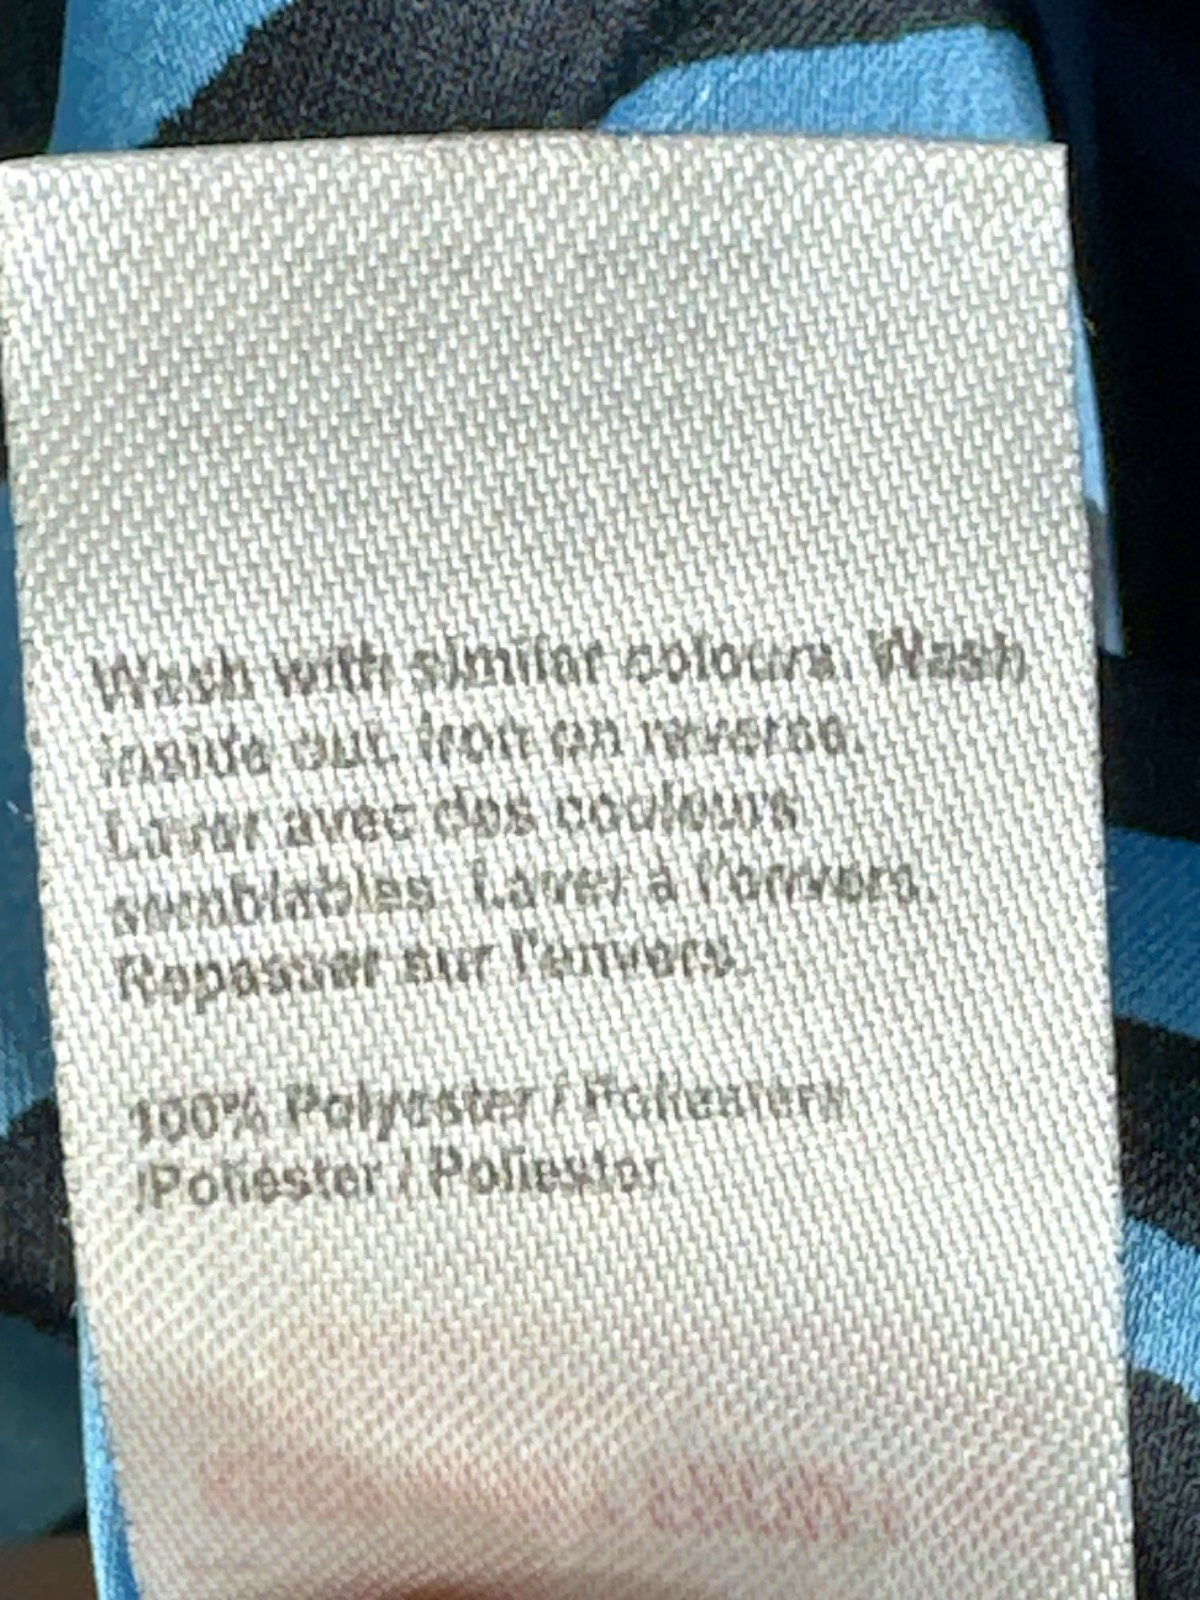 Wash with similar colours. Wash
inside out. Iron on reverse.
Laver avec des couleurs
semblables. Laver à l'envers.
Repasser sur l'envers.
100% Polyester /
/Poliester / Poliester